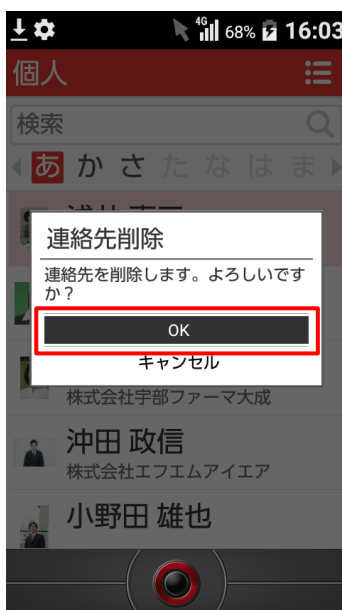 4G 68% 16:03
個人
検索
あ か さ た な は ま
連絡先削除
連絡先を削除します。よろしいです
か？
OK
キャンセル
株式会社宇部ファーマ大成
沖田 政信
株式会社エフエムアイエア
小野田 雄也